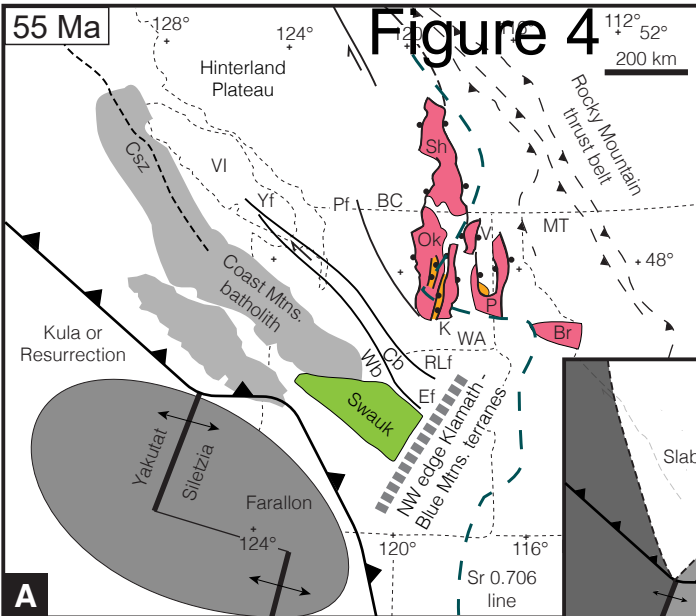 55 Ma
Figure 4
128°
124°
120°
112°
52°
200 km
Hinterland
Plateau
Rocky Mountain
thrust belt
Csz
VI
Sh
Yf
Pf
BC
MT
Ok
V
48°
Coast Mtns.
batholith
P
K
Br
Kula or
Resurrection
WA
Cb
Wb
RLf
Ef
Swauk
NW edge Klamath -
Blue Mtns. terranes
Yakutat
Siletzia
Farallon
124°
120°
116°
Sr 0.706
line
Slab
A